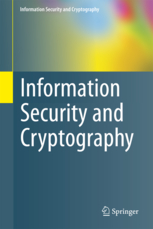 Information Security and Cryptography
Information
Security and
Cryptography
Springer